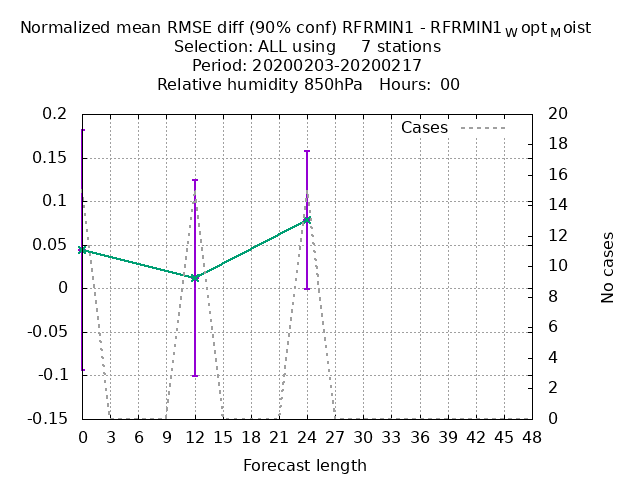 Normalized mean RMSE diff (90% conf) RFRMIN1 - RFRMIN1WoptMoist
Selection: ALL using 7 stations
Period: 20200203-20200217
Relative humidity 850hPa Hours: 00
Cases
0.2
0.15
0.1
0.05
0
-0.05
-0.1
-0.15
20
18
16
14
12
10
8
6
4
2
0
No cases
0 3 6 9 12 15 18 21 24 27 30 33 36 39 42 45 48
Forecast length